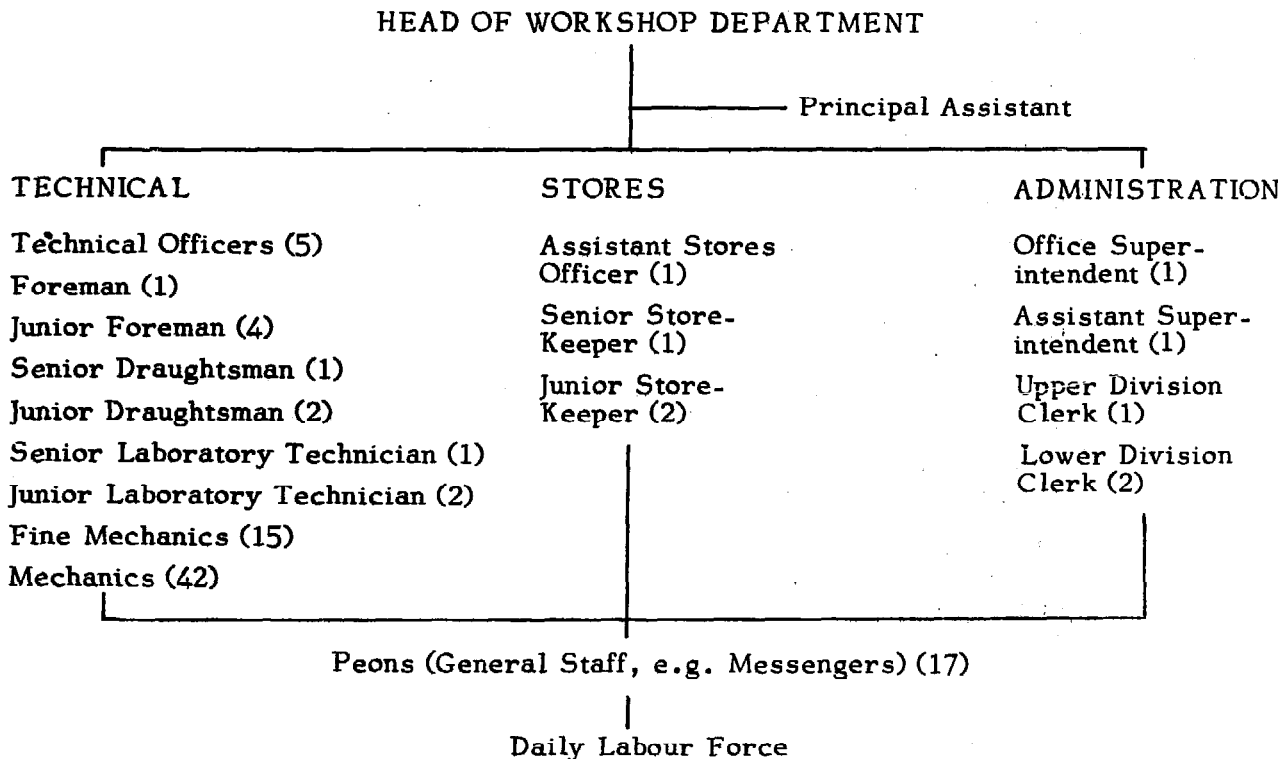 HEAD OF WORKSHOP DEPARTMENT
Principal Assistant
TECHNICAL
Technical Officers (5)
Foreman (1)
Junior Foreman (4)
Senior Draughtsman (1)
Junior Draughtsman (2)
Senior Laboratory Technician (1)
Junior Laboratory Technician (2)
Fine Mechanics (15)
Mechanics (42)
STORES
Assistant Stores
Officer (1)
Senior Store-
Keeper (1)
Junior Store-
Keeper (2)
ADMINISTRATION
Office Super-
intendent (1)
Assistant Super-
intendent (1)
Upper Division
Clerk (1)
Lower Division
Clerk (2)
Peons (General Staff, e.g. Messengers) (17)
Daily Labour Force